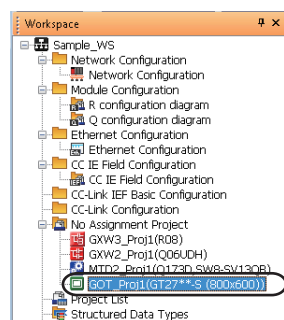 Workspace
Sample_WS
Network Configuration
Network Configuration
Module Configuration
R configuration diagram
Q configuration diagram
Ethernet Configuration
Ethernet Configuration
CC IE Field Configuration
CC IE Field Configuration
CC-Link IEF Basic Configuration
CC-Link Configuration
No Assignment Project
GXW3_Proj1(R08)
GXW2_Proj1(Q06UDH)
MTD2_Proj1(Q173D SW8-SV13QB)
GOT_Proj1(GT27**-S (800x600))
Project List
Structured Data Types